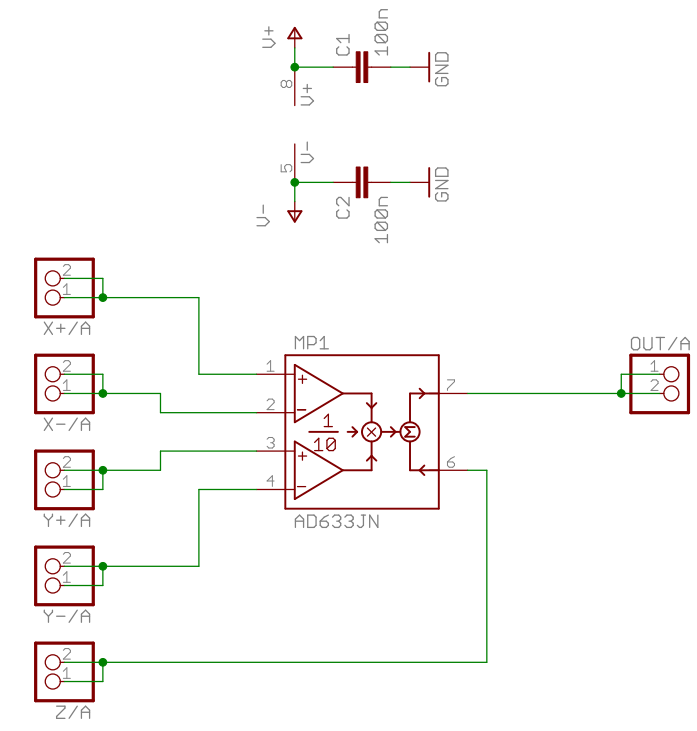 V+
C1
100n
GND
8
V+
5
V-
V-
C2
100n
GND
2
1
X+/A
2
1
X-/A
2
1
Y+/A
2
1
Y-/A
2
1
Z/A
MP1
1
2
3
4
+
-
1
10
+
-
×
Σ
7
6
AD633JN
OUT/A
1
2